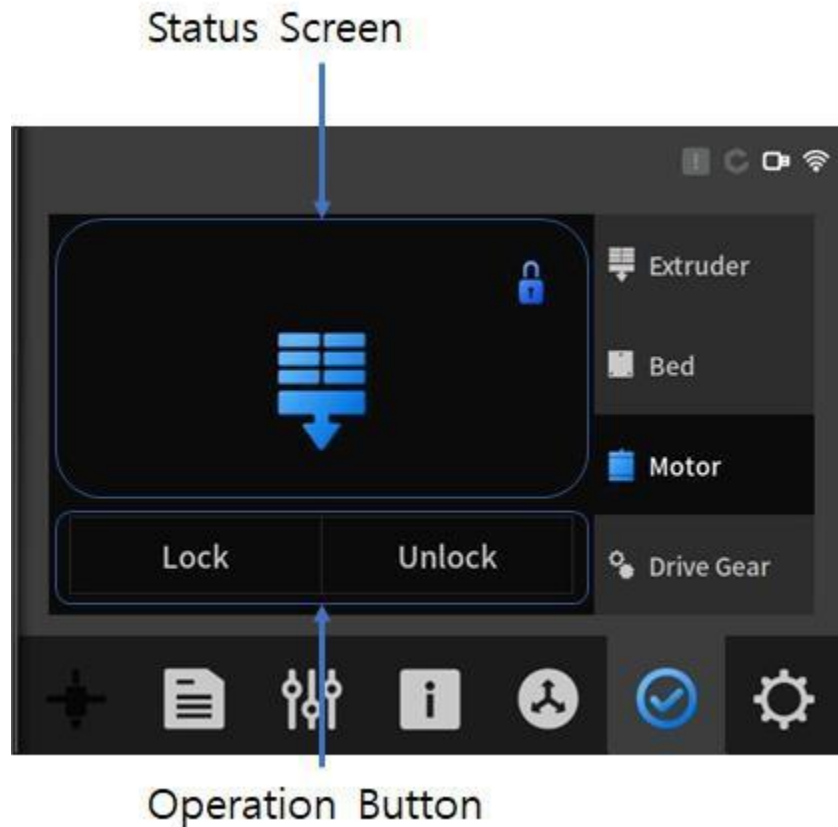 Status Screen
Extruder
Bed
Motor
Lock Unlock
Drive Gear
Operation Button